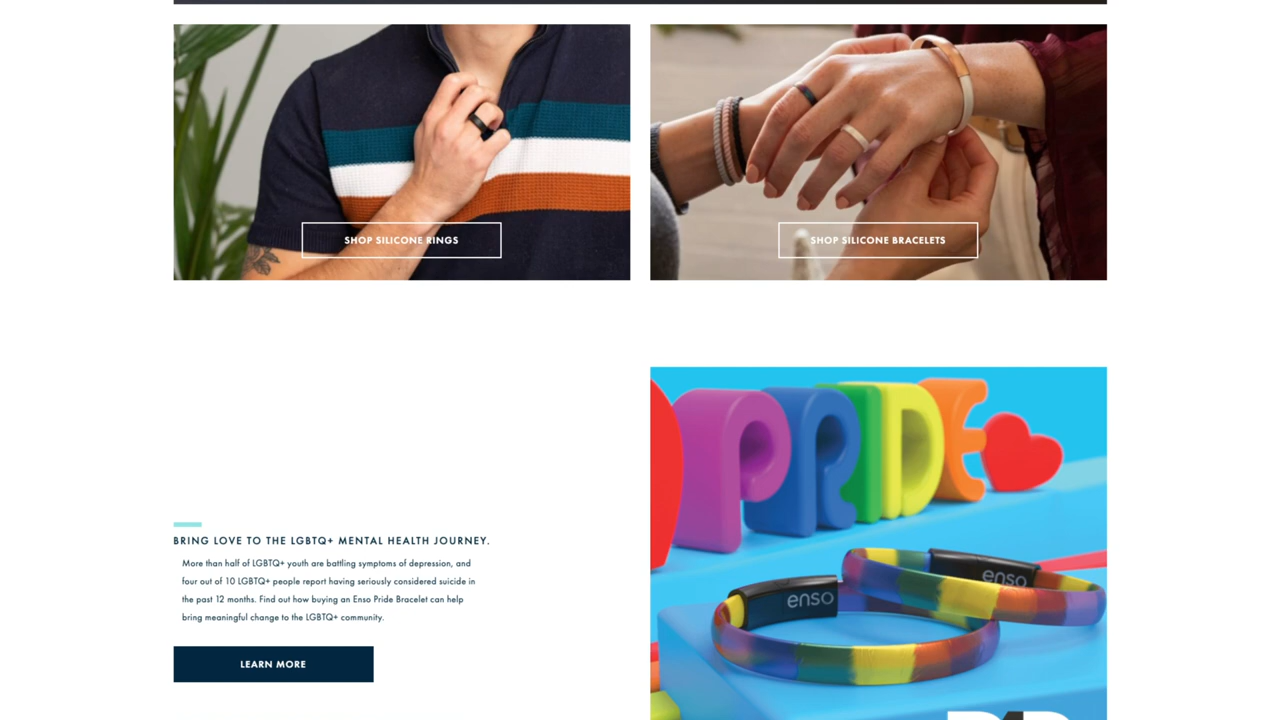 SHOP SILICONE RINGS
SHOP SILICONE BRACELETS
PRIDE
BRING LOVE TO THE LGBTQ+ MENTAL HEALTH JOURNEY.
More than half of LGBTQ+ youth are battling symptoms of depression, and
four out of 10 LGBTQ+ people report having seriously considered suicide in
the past 12 months. Find out how buying an Enso Pride Bracelet can help
bring meaningful change to the LGBTQ+ community.
enso
enso
LEARN MORE